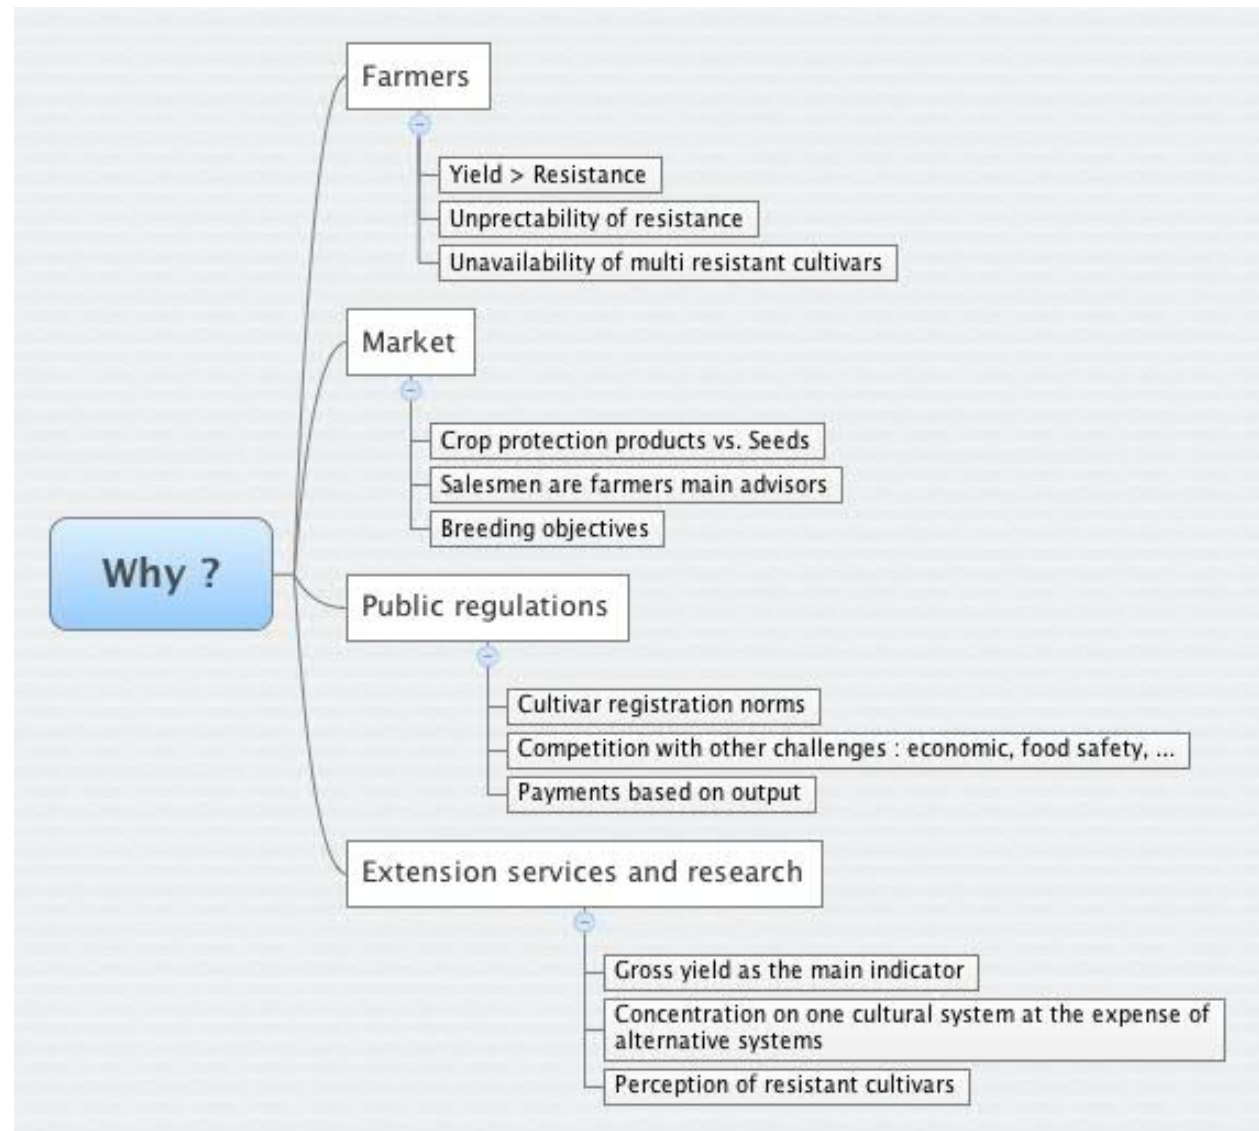 Farmers
Yield > Resistance
Unprectability of resistance
Unavailability of multi resistant cultivars
Market
Crop protection products vs. Seeds
Salesmen are farmers main advisors
Breeding objectives
Why ?
Public regulations
Cultivar registration norms
Competition with other challenges : economic, food safety, ...
Payments based on output
Extension services and research
Gross yield as the main indicator
Concentration on one cultural system at the expense of
alternative systems
Perception of resistant cultivars